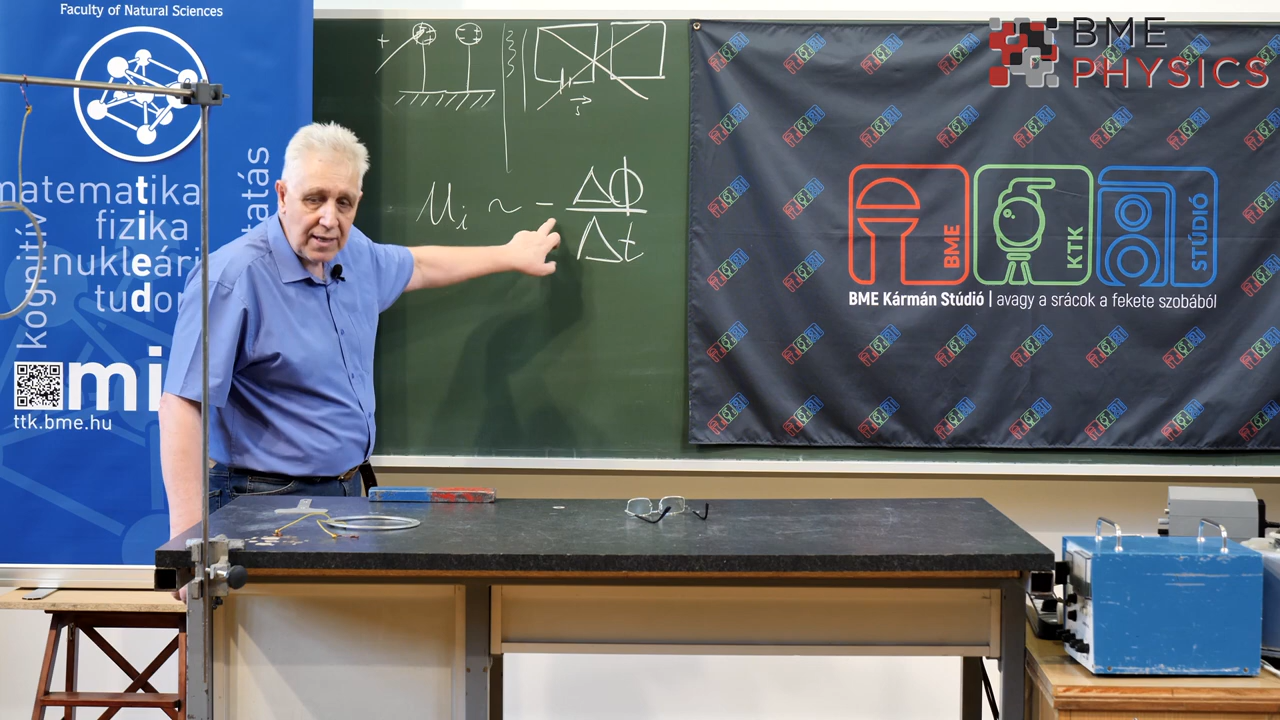 Faculty of Natural Sciences
matematika
fizika
nukleári
tudo
kognitív
tatás
mi
ttk.bme.hu
+
s
U_i ~ - ΔΦ/Δt
BME
PHYSICS
BME
KTK
STÚDIÓ
BME Kármán Stúdió | avagy a srácok a fekete szobából